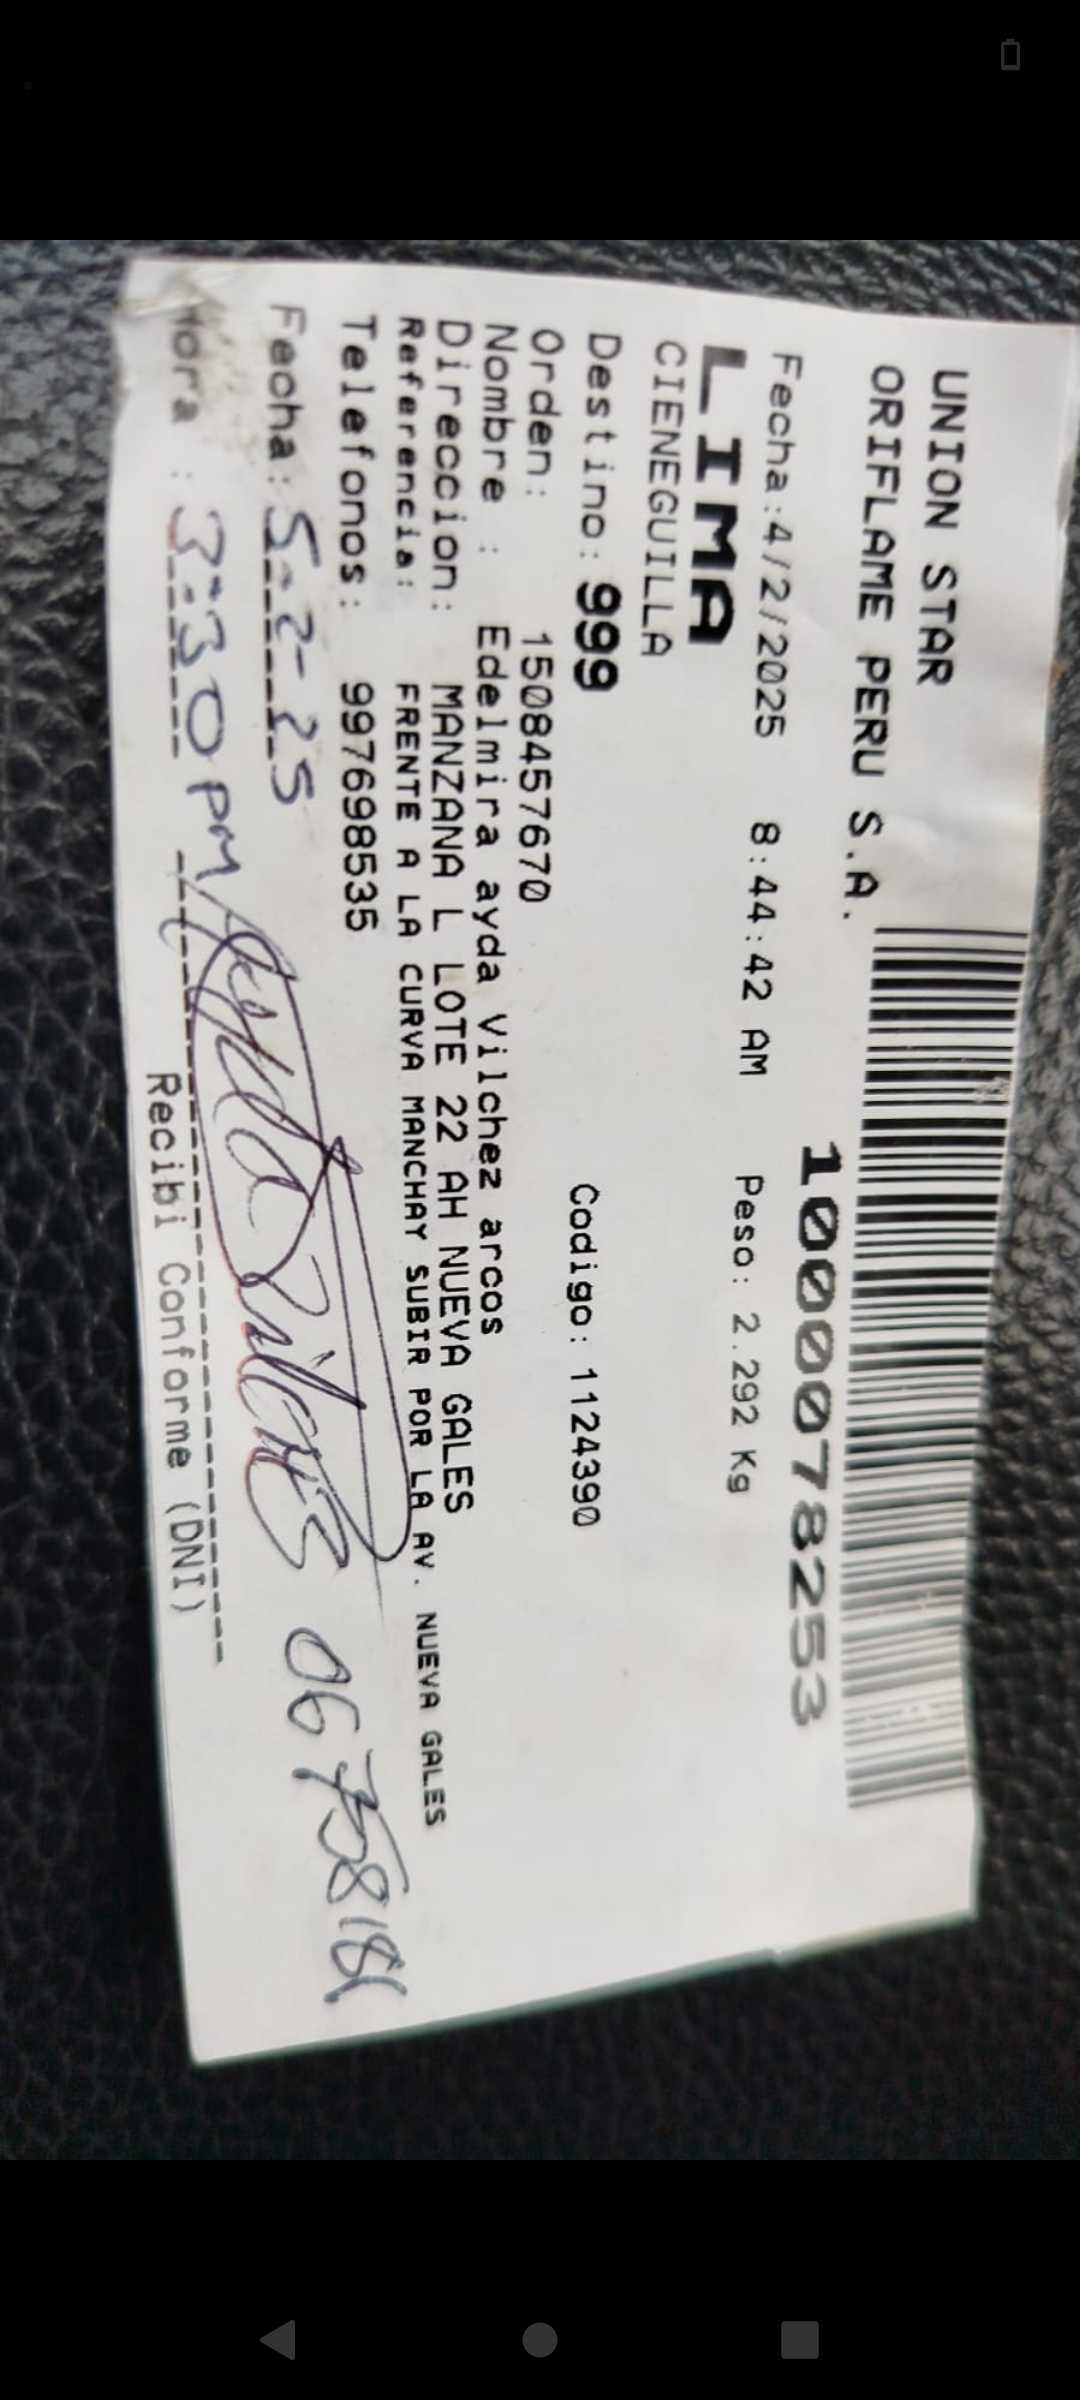 UNION STAR
ORIFLAME PERU S.A.
1000078253
Fecha:4/2/2025 8:44:42 AM Peso: 2.292 Kg
LIMA
CIENEGUILLA
Destino: 999 Codigo: 1124390
Orden: 1508457670
Nombre : Edelmira ayda Vilchez arcos
Direccion: MANZANA L LOTE 22 AH NUEVA GALES
Referencia: FRENTE A LA CURVA MANCHAY SUBIR POR LA AV. NUEVA GALES
Telefonos: 997698535
Fecha: 5-2-25
Hora : 3:30 PM
Recibi Conforme (DNI)